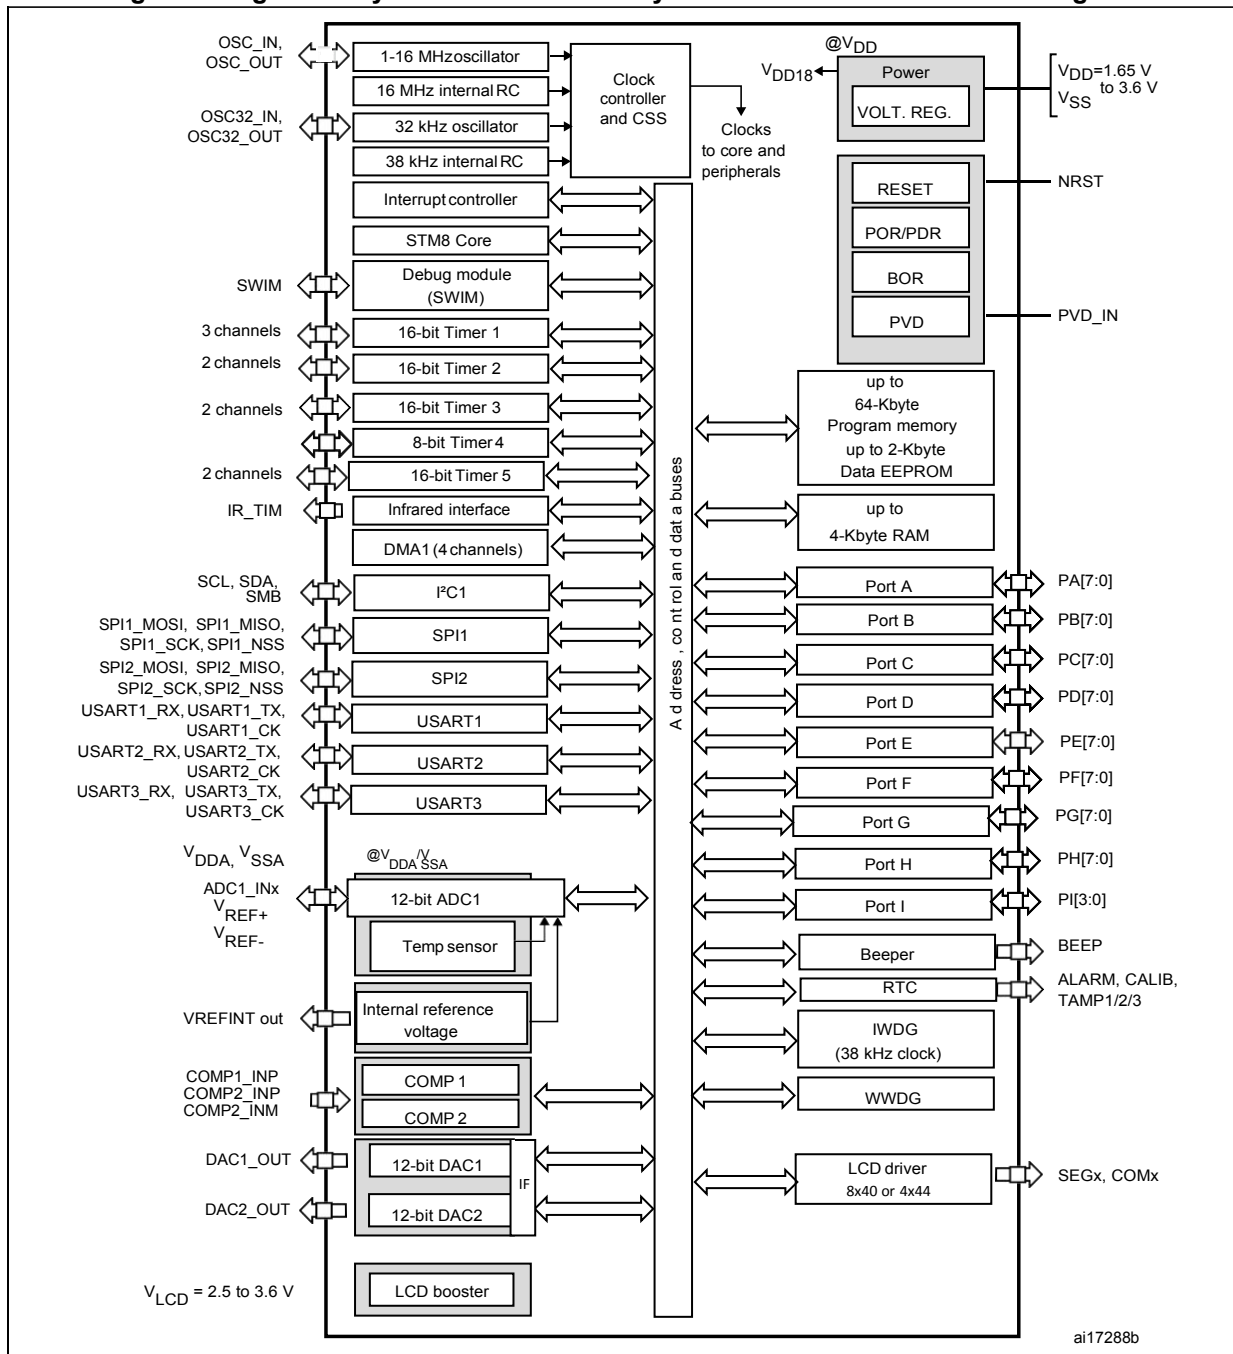 OSC_IN,
OSC_OUT
1-16 MHzoscillator
16 MHz internal RC
OSC32_IN,
OSC32_OUT
32 kHz oscillator
38 kHz internal RC
Clock
controller
and CSS
Clocks
to core and
peripherals
@VDD
VDD18
Power
VOLT. REG.
VDD=1.65 V
to 3.6 V
VSS
RESET
NRST
POR/PDR
BOR
PVD
PVD_IN
Interrupt controller
STM8 Core
SWIM
Debug module
(SWIM)
3 channels
16-bit Timer 1
2 channels
16-bit Timer 2
2 channels
16-bit Timer 3
8-bit Timer 4
2 channels
16-bit Timer 5
IR_TIM
Infrared interface
DMA1 (4 channels)
SCL, SDA,
SMB
I²C1
SPI1_MOSI, SPI1_MISO,
SPI1_SCK, SPI1_NSS
SPI1
SPI2_MOSI, SPI2_MISO,
SPI2_SCK, SPI2_NSS
SPI2
USART1_RX, USART1_TX,
USART1_CK
USART1
USART2_RX, USART2_TX,
USART2_CK
USART2
USART3_RX, USART3_TX,
USART3_CK
USART3
VDDA, VSSA
@VDDA/VSSA
ADC1_INx
VREF+
VREF-
12-bit ADC1
Temp sensor
VREFINT out
Internal reference
voltage
COMP1_INP
COMP2_INP
COMP2_INM
COMP 1
COMP 2
DAC1_OUT
12-bit DAC1
IF
DAC2_OUT
12-bit DAC2
VLCD = 2.5 to 3.6 V
LCD booster
A d dress , co nt rol an d dat a buses
up to
64-Kbyte
Program memory
up to 2-Kbyte
Data EEPROM
up to
4-Kbyte RAM
Port A
PA[7:0]
Port B
PB[7:0]
Port C
PC[7:0]
Port D
PD[7:0]
Port E
PE[7:0]
Port F
PF[7:0]
Port G
PG[7:0]
Port H
PH[7:0]
Port I
PI[3:0]
Beeper
BEEP
RTC
ALARM, CALIB,
TAMP1/2/3
IWDG
(38 kHz clock)
WWDG
LCD driver
8x40 or 4x44
SEGx, COMx
ai17288b